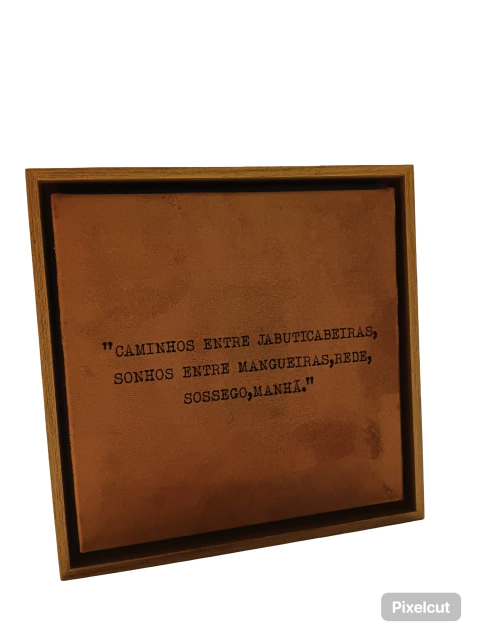 "CAMINHOS ENTRE JABUTICABEIRAS,
SONHOS ENTRE MANGUEIRAS,REDE,
SOSSEGO,MANHÃ."
Pixelcut